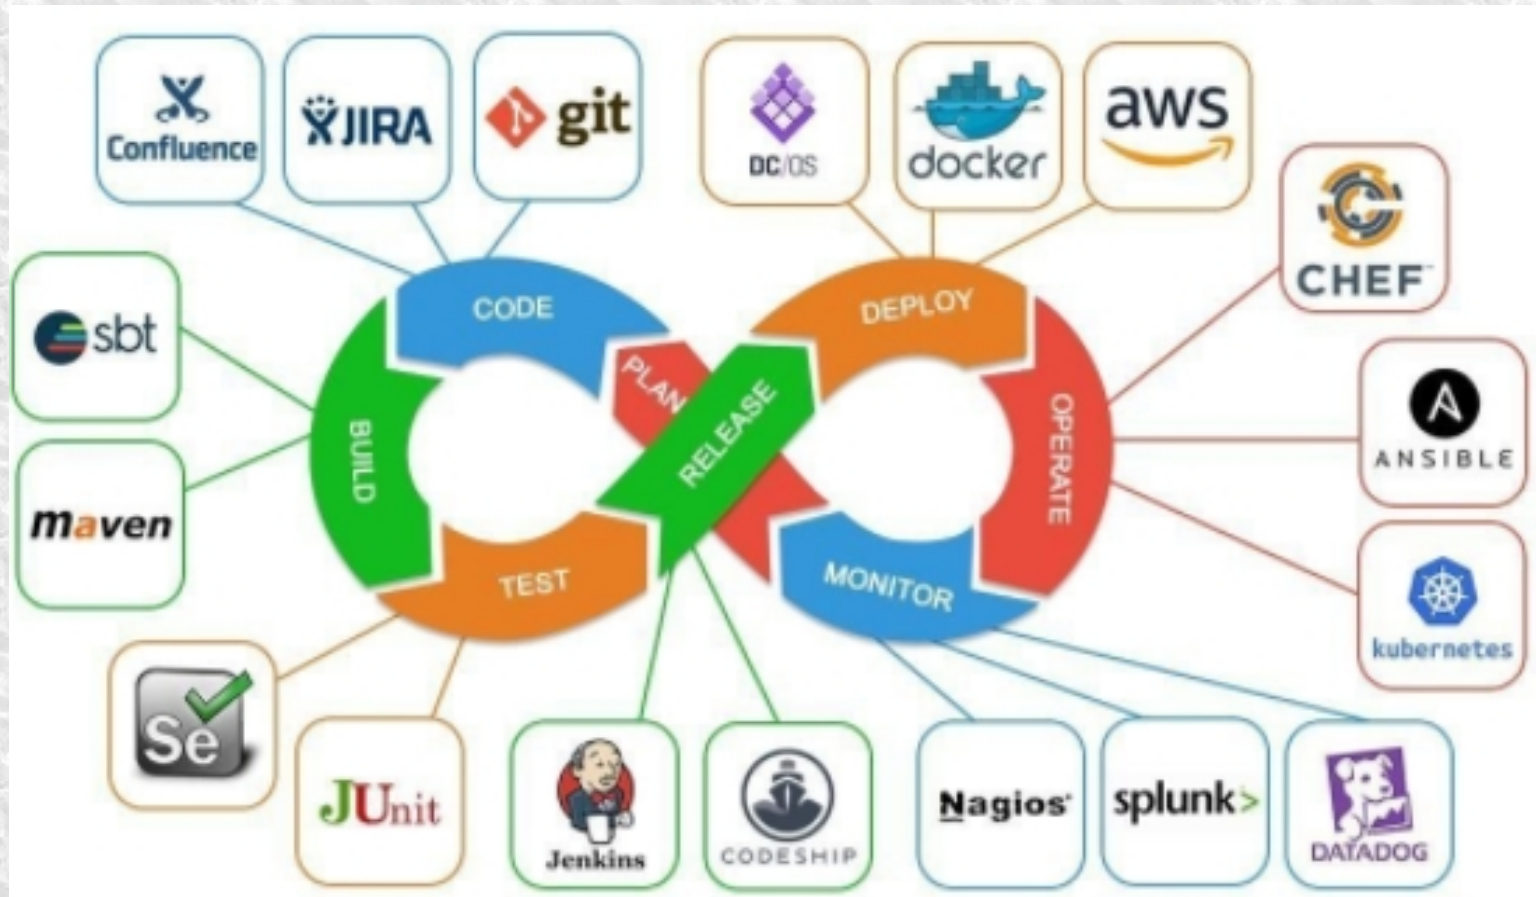 Confluence
JIRA
git
DC/OS
docker
aws
CHEF
sbt
CODE
DEPLOY
PLAN
RELEASE
OPERATE
BUILD
ANSIBLE
maven
TEST
MONITOR
kubernetes
Se
JUnit
Jenkins
CODESHIP
Nagios
splunk>
DATADOG